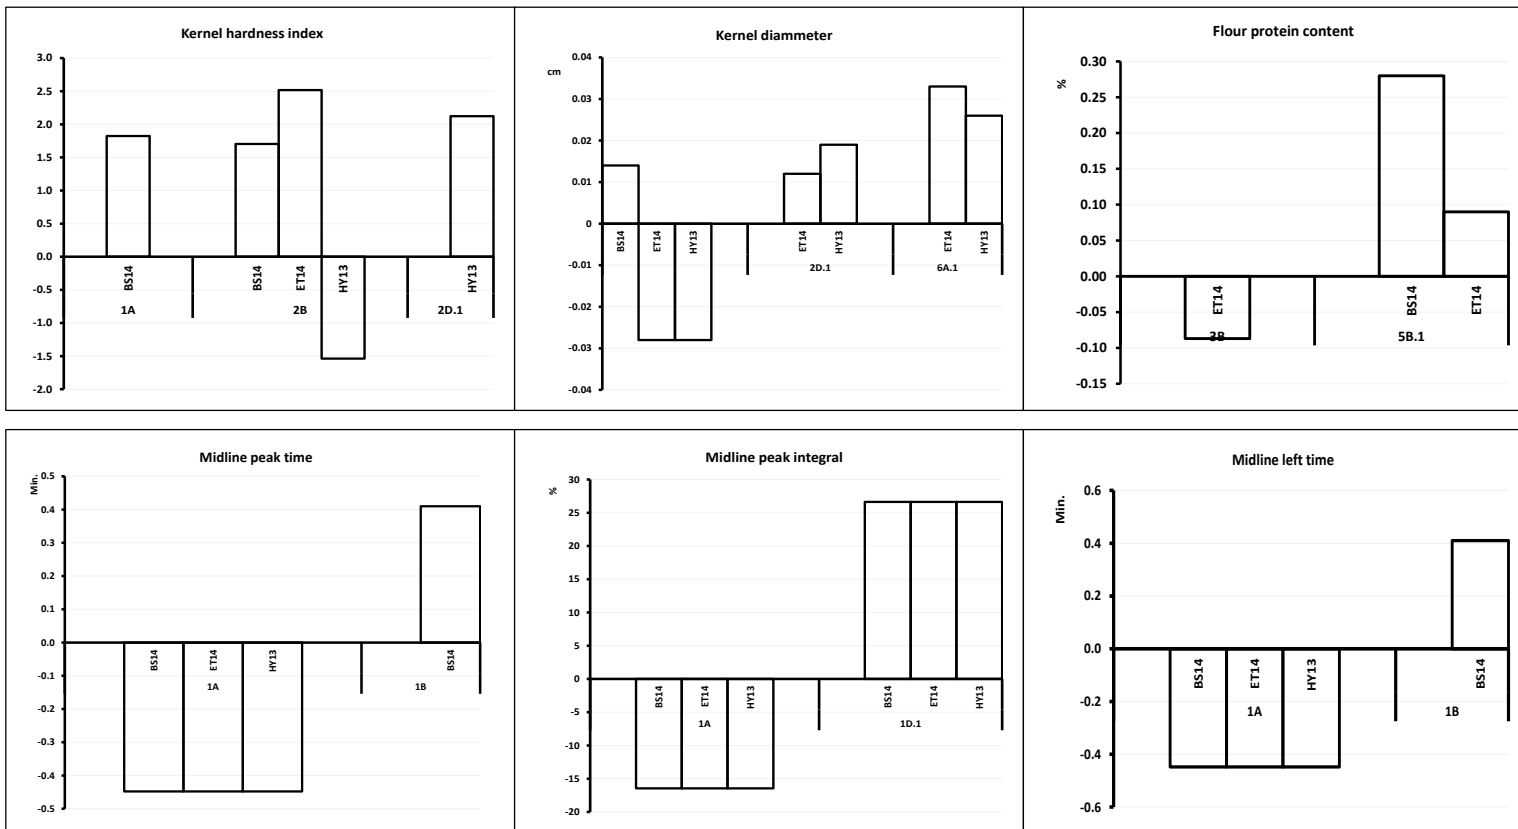 Kernel hardness index
3.0
2.5
2.0
1.5
1.0
0.5
0.0
-0.5
-1.0
-1.5
-2.0
BS14
BS14
ET14
HY13
HY13
1A
2B
2D.1
Kernel diammeter
cm
0.04
0.03
0.02
0.01
0
-0.01
-0.02
-0.03
-0.04
BS14
ET14
HY13
ET14
HY13
ET14
HY13
2D.1
6A.1
Flour protein content
%
0.30
0.25
0.20
0.15
0.10
0.05
0.00
-0.05
-0.10
-0.15
ET14
BS14
ET14
3B
5B.1
Midline peak time
Min.
0.5
0.4
0.3
0.2
0.1
0.0
-0.1
-0.2
-0.3
-0.4
-0.5
BS14
ET14
HY13
BS14
1A
1B
Midline peak integral
%
30
25
20
15
10
5
0
-5
-10
-15
-20
BS14
ET14
HY13
BS14
ET14
HY13
1A
1D.1
Midline left time
Min.
0.6
0.4
0.2
0.0
-0.2
-0.4
-0.6
BS14
ET14
HY13
BS14
1A
1B